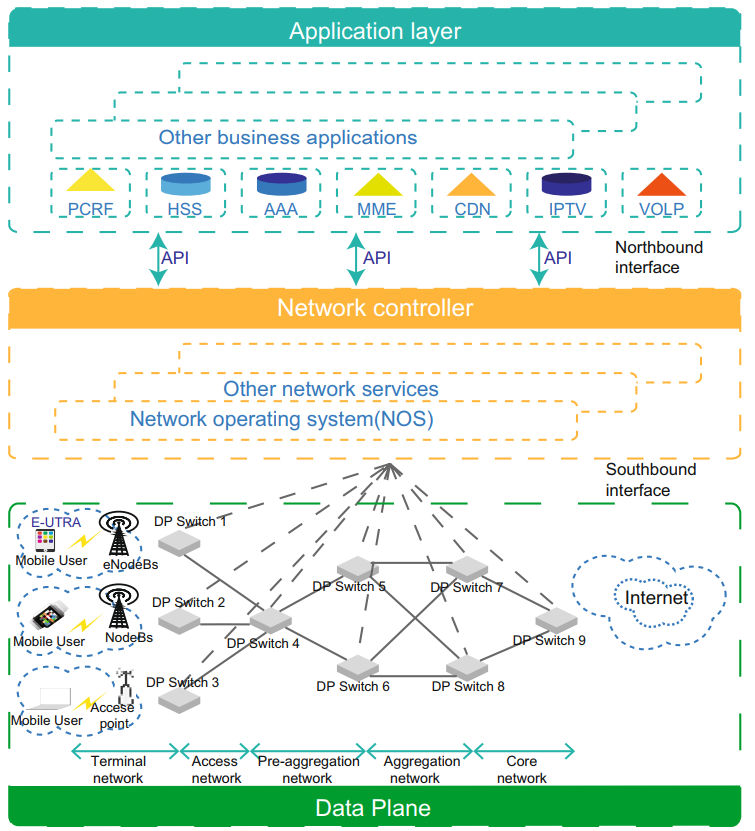 Application layer
Other business applications
PCRF
HSS
AAA
MME
CDN
IPTV
VOLP
API
API
API
Northbound
interface
Network controller
Other network services
Network operating system(NOS)
Southbound
interface
E-UTRA
Mobile User
eNodeBs
DP Switch 1
Mobile User
NodeBs
DP Switch 2
Mobile User
Accese
point
DP Switch 3
DP Switch 4
DP Switch 5
DP Switch 6
DP Switch 7
DP Switch 8
DP Switch 9
Internet
Terminal
network
Access
network
Pre-aggregation
network
Aggregation
network
Core
network
Data Plane